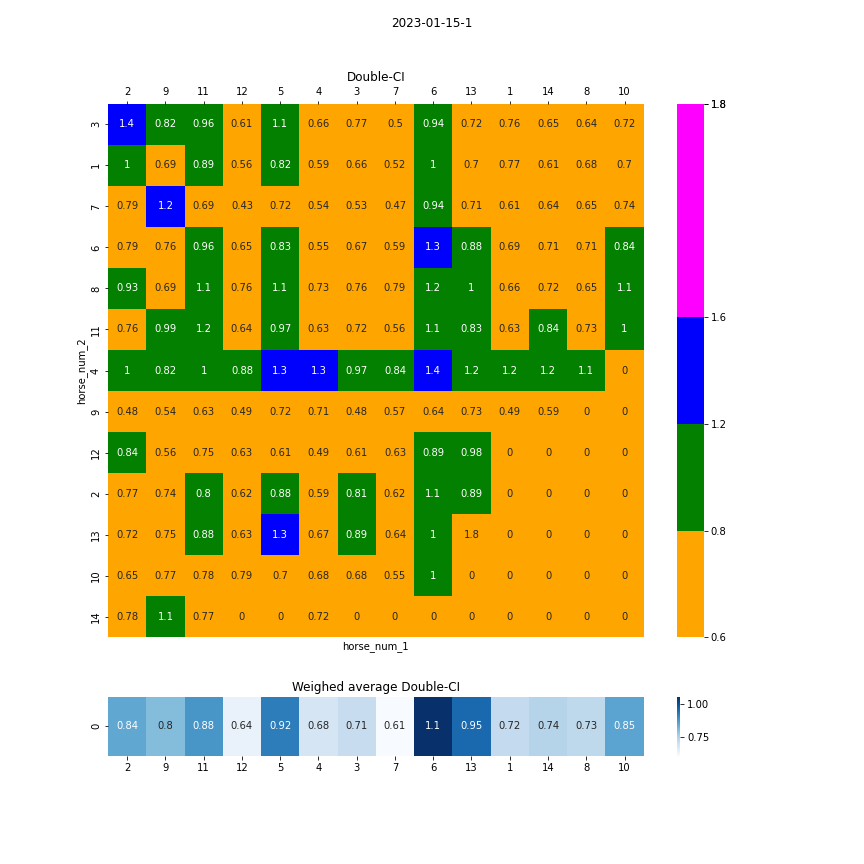 2023-01-15-1
Double-CI
2 9 11 12 5 4 3 7 6 13 1 14 8 10
3 1.4 0.82 0.96 0.61 1.1 0.66 0.77 0.5 0.94 0.72 0.76 0.65 0.64 0.72
1 1 0.69 0.89 0.56 0.82 0.59 0.66 0.52 1 0.7 0.77 0.61 0.68 0.7
7 0.79 1.2 0.69 0.43 0.72 0.54 0.53 0.47 0.94 0.71 0.61 0.64 0.65 0.74
6 0.79 0.76 0.96 0.65 0.83 0.55 0.67 0.59 1.3 0.88 0.69 0.71 0.71 0.84
8 0.93 0.69 1.1 0.76 1.1 0.73 0.76 0.79 1.2 1 0.66 0.72 0.65 1.1
11 0.76 0.99 1.2 0.64 0.97 0.63 0.72 0.56 1.1 0.83 0.63 0.84 0.73 1
horse_num_2
4 1 0.82 1 0.88 1.3 1.3 0.97 0.84 1.4 1.2 1.2 1.2 1.1 0
9 0.48 0.54 0.63 0.49 0.72 0.71 0.48 0.57 0.64 0.73 0.49 0.59 0 0
12 0.84 0.56 0.75 0.63 0.61 0.49 0.61 0.63 0.89 0.98 0 0 0 0
2 0.77 0.74 0.8 0.62 0.88 0.59 0.81 0.62 1.1 0.89 0 0 0 0
13 0.72 0.75 0.88 0.63 1.3 0.67 0.89 0.64 1 1.8 0 0 0 0
10 0.65 0.77 0.78 0.79 0.7 0.68 0.68 0.55 1 0 0 0 0 0
14 0.78 1.1 0.77 0 0 0.72 0 0 0 0 0 0 0 0
horse_num_1
1.8
1.6
1.2
0.8
0.6
Weighed average Double-CI
0 0.84 0.8 0.88 0.64 0.92 0.68 0.71 0.61 1.1 0.95 0.72 0.74 0.73 0.85
2 9 11 12 5 4 3 7 6 13 1 14 8 10
1.00
0.75